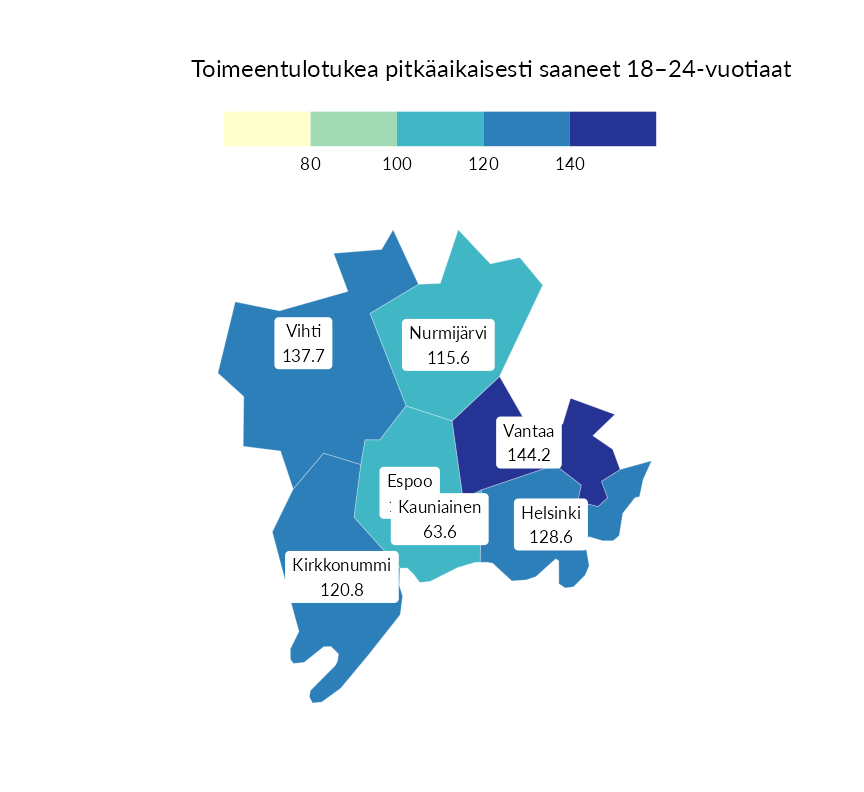 Toimeentulotukea pitkäaikaisesti saaneet 18–24-vuotiaat
80 100 120 140
Vihti
137.7
Nurmijärvi
115.6
Vantaa
144.2
Espoo
Kauniainen
63.6
Helsinki
128.6
Kirkkonummi
120.8